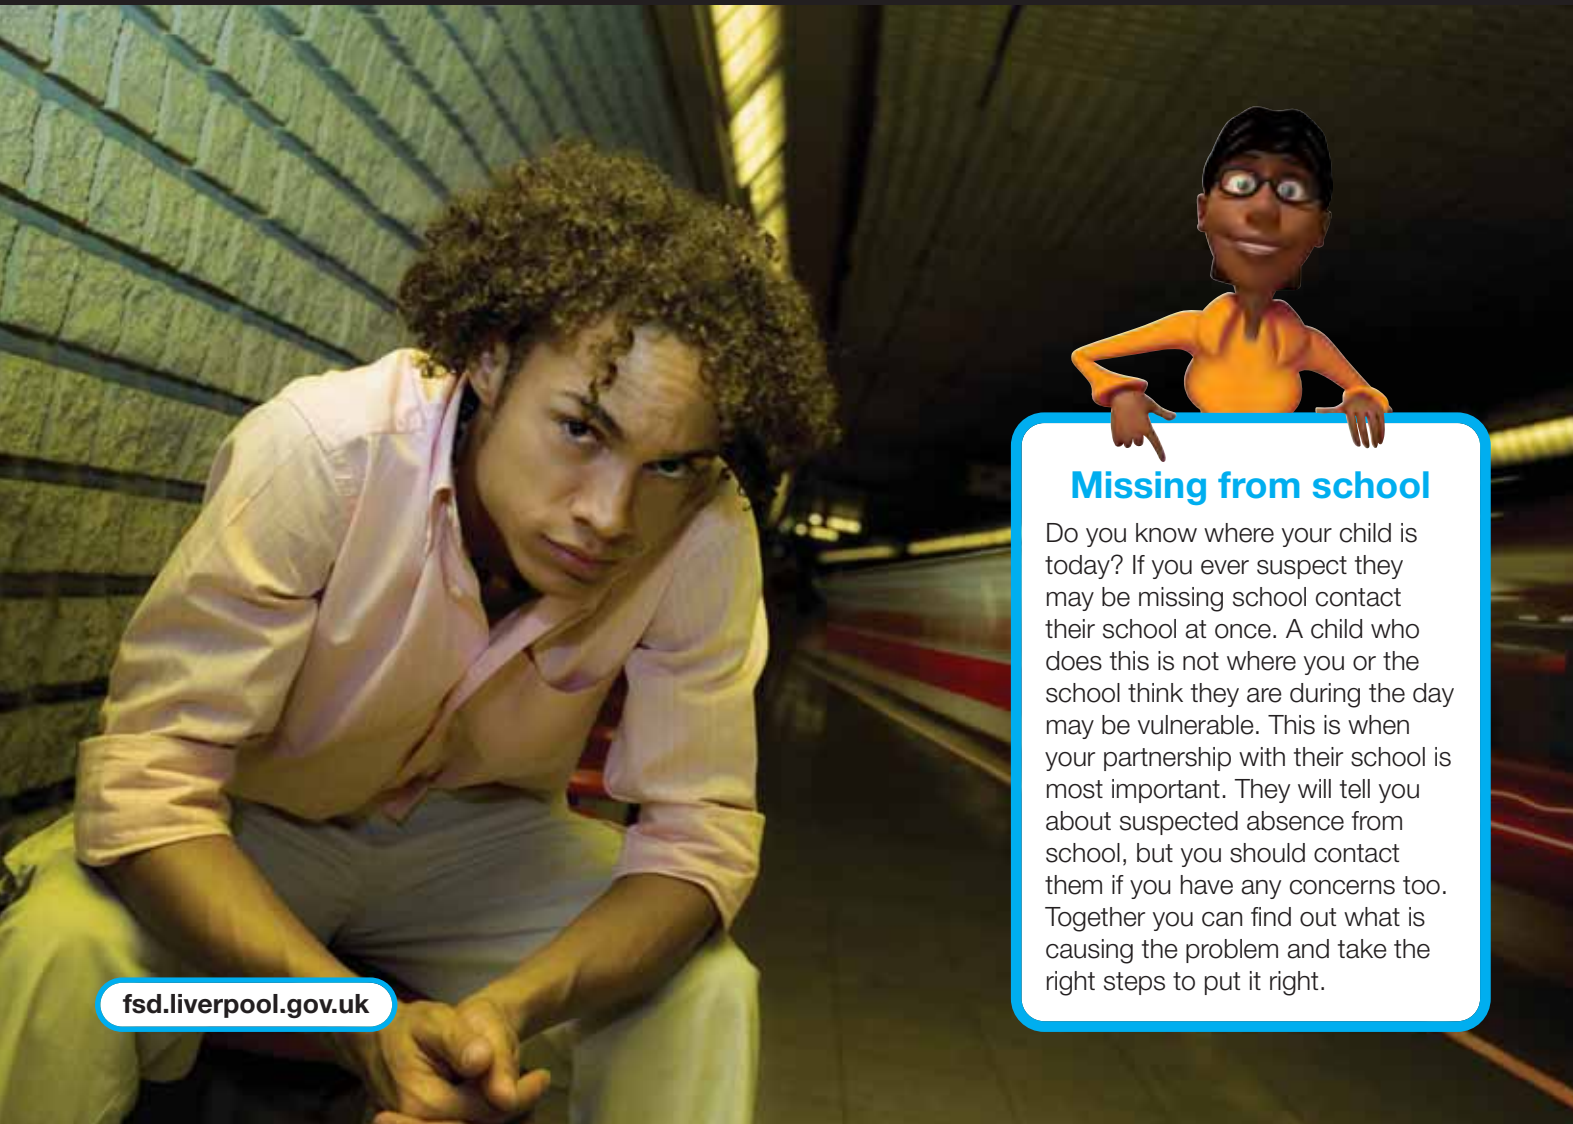 Missing from school
Do you know where your child is
today? If you ever suspect they
may be missing school contact
their school at once. A child who
does this is not where you or the
school think they are during the day
may be vulnerable. This is when
your partnership with their school is
most important. They will tell you
about suspected absence from
school, but you should contact
them if you have any concerns too.
Together you can find out what is
causing the problem and take the
right steps to put it right.
fsd.liverpool.gov.uk